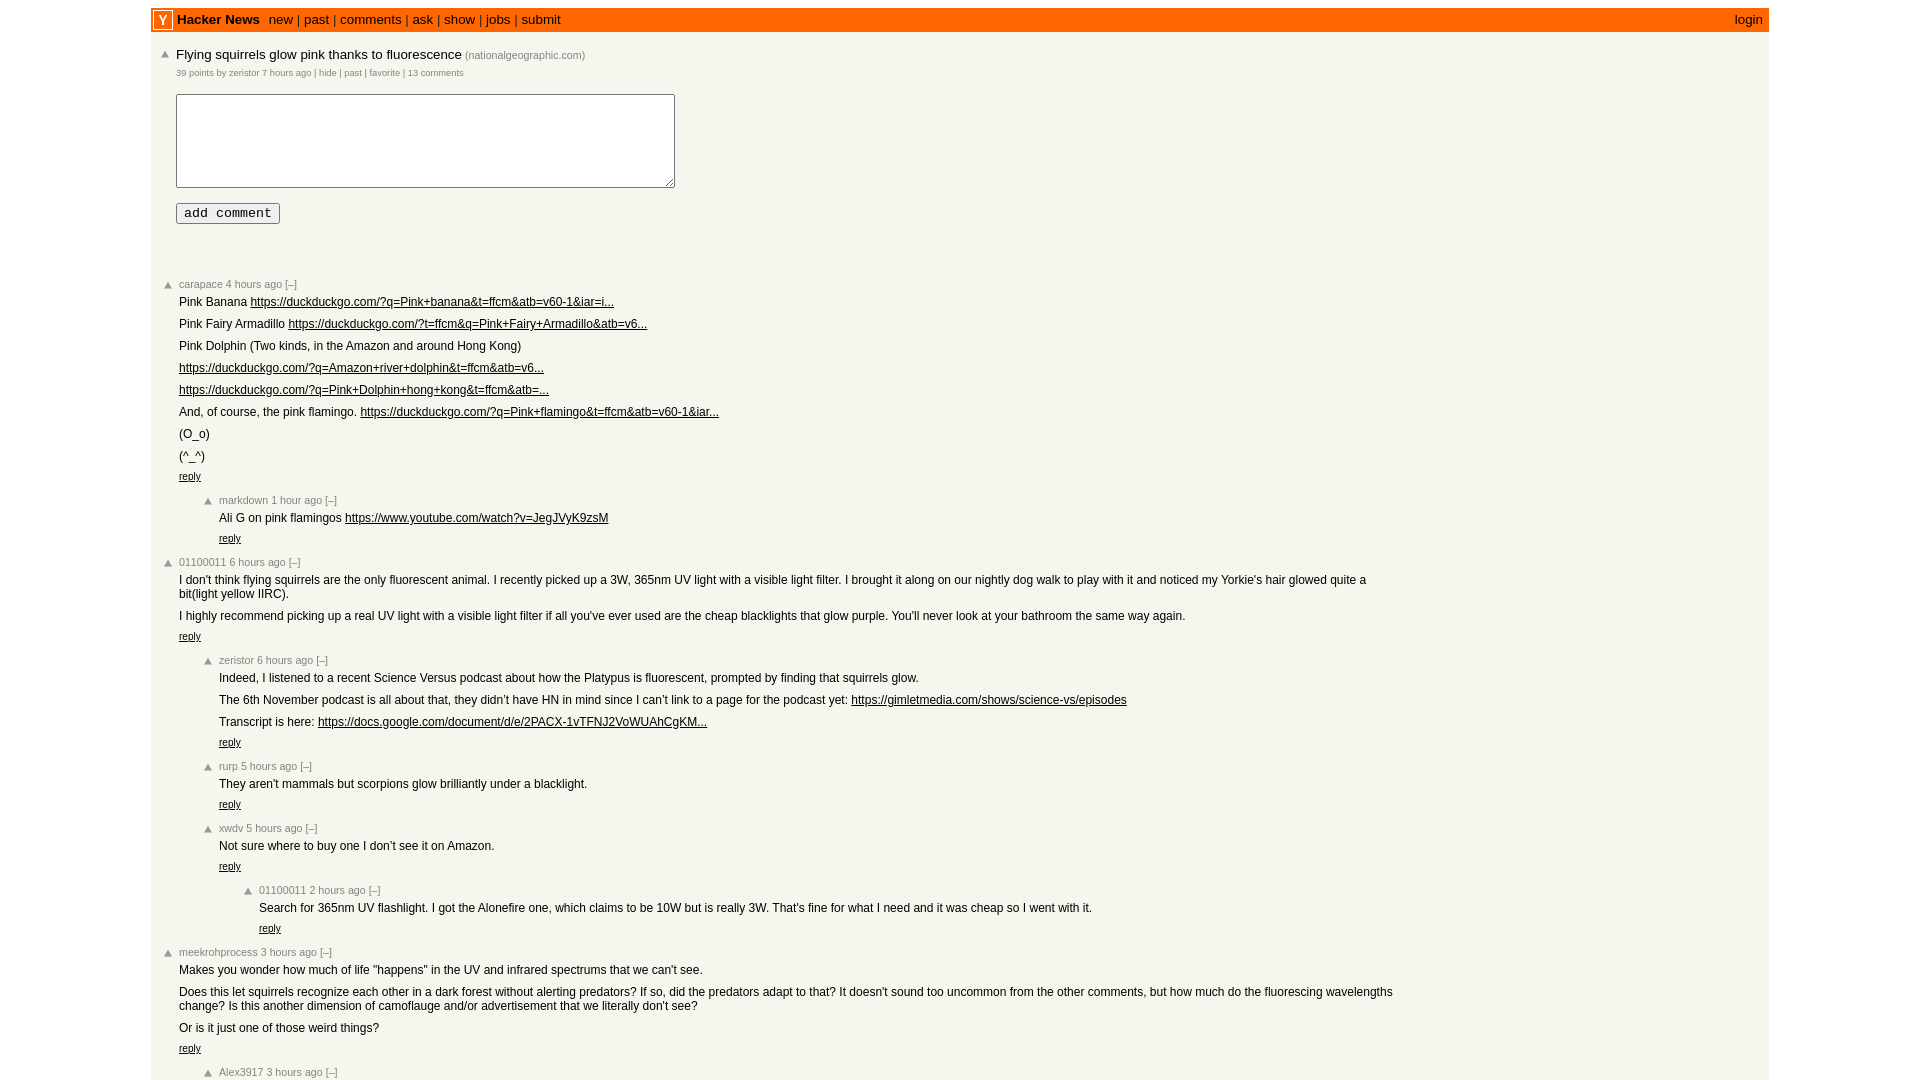 Y Hacker News new | past | comments | ask | show | jobs | submit login
Flying squirrels glow pink thanks to fluorescence (nationalgeographic.com)
39 points by zeristor 7 hours ago | hide | past | favorite | 13 comments
add comment
carapace 4 hours ago [–]
Pink Banana https://duckduckgo.com/?q=Pink+banana&t=ffcm&atb=v60-1&iar=i...
Pink Fairy Armadillo https://duckduckgo.com/?t=ffcm&q=Pink+Fairy+Armadillo&atb=v6...
Pink Dolphin (Two kinds, in the Amazon and around Hong Kong)
https://duckduckgo.com/?q=Amazon+river+dolphin&t=ffcm&atb=v6...
https://duckduckgo.com/?q=Pink+Dolphin+hong+kong&t=ffcm&atb=...
And, of course, the pink flamingo. https://duckduckgo.com/?q=Pink+flamingo&t=ffcm&atb=v60-1&iar...
(O_o)
(^_^)
reply
markdown 1 hour ago [–]
Ali G on pink flamingos https://www.youtube.com/watch?v=JegJVyK9zsM
reply
01100011 6 hours ago [–]
I don't think flying squirrels are the only fluorescent animal. I recently picked up a 3W, 365nm UV light with a visible light filter. I brought it along on our nightly dog walk to play with it and noticed my Yorkie's hair glowed quite a
bit(light yellow IIRC).
I highly recommend picking up a real UV light with a visible light filter if all you've ever used are the cheap blacklights that glow purple. You'll never look at your bathroom the same way again.
reply
zeristor 6 hours ago [–]
Indeed, I listened to a recent Science Versus podcast about how the Platypus is fluorescent, prompted by finding that squirrels glow.
The 6th November podcast is all about that, they didn’t have HN in mind since I can’t link to a page for the podcast yet: https://gimletmedia.com/shows/science-vs/episodes
Transcript is here: https://docs.google.com/document/d/e/2PACX-1vTFNJ2VoWUAhCgKM...
reply
rurp 5 hours ago [–]
They aren't mammals but scorpions glow brilliantly under a blacklight.
reply
xwdv 5 hours ago [–]
Not sure where to buy one I don’t see it on Amazon.
reply
01100011 2 hours ago [–]
Search for 365nm UV flashlight. I got the Alonefire one, which claims to be 10W but is really 3W. That's fine for what I need and it was cheap so I went with it.
reply
meekrohprocess 3 hours ago [–]
Makes you wonder how much of life "happens" in the UV and infrared spectrums that we can't see.
Does this let squirrels recognize each other in a dark forest without alerting predators? If so, did the predators adapt to that? It doesn't sound too uncommon from the other comments, but how much do the fluorescing wavelengths
change? Is this another dimension of camoflauge and/or advertisement that we literally don't see?
Or is it just one of those weird things?
reply
Alex3917 3 hours ago [–]